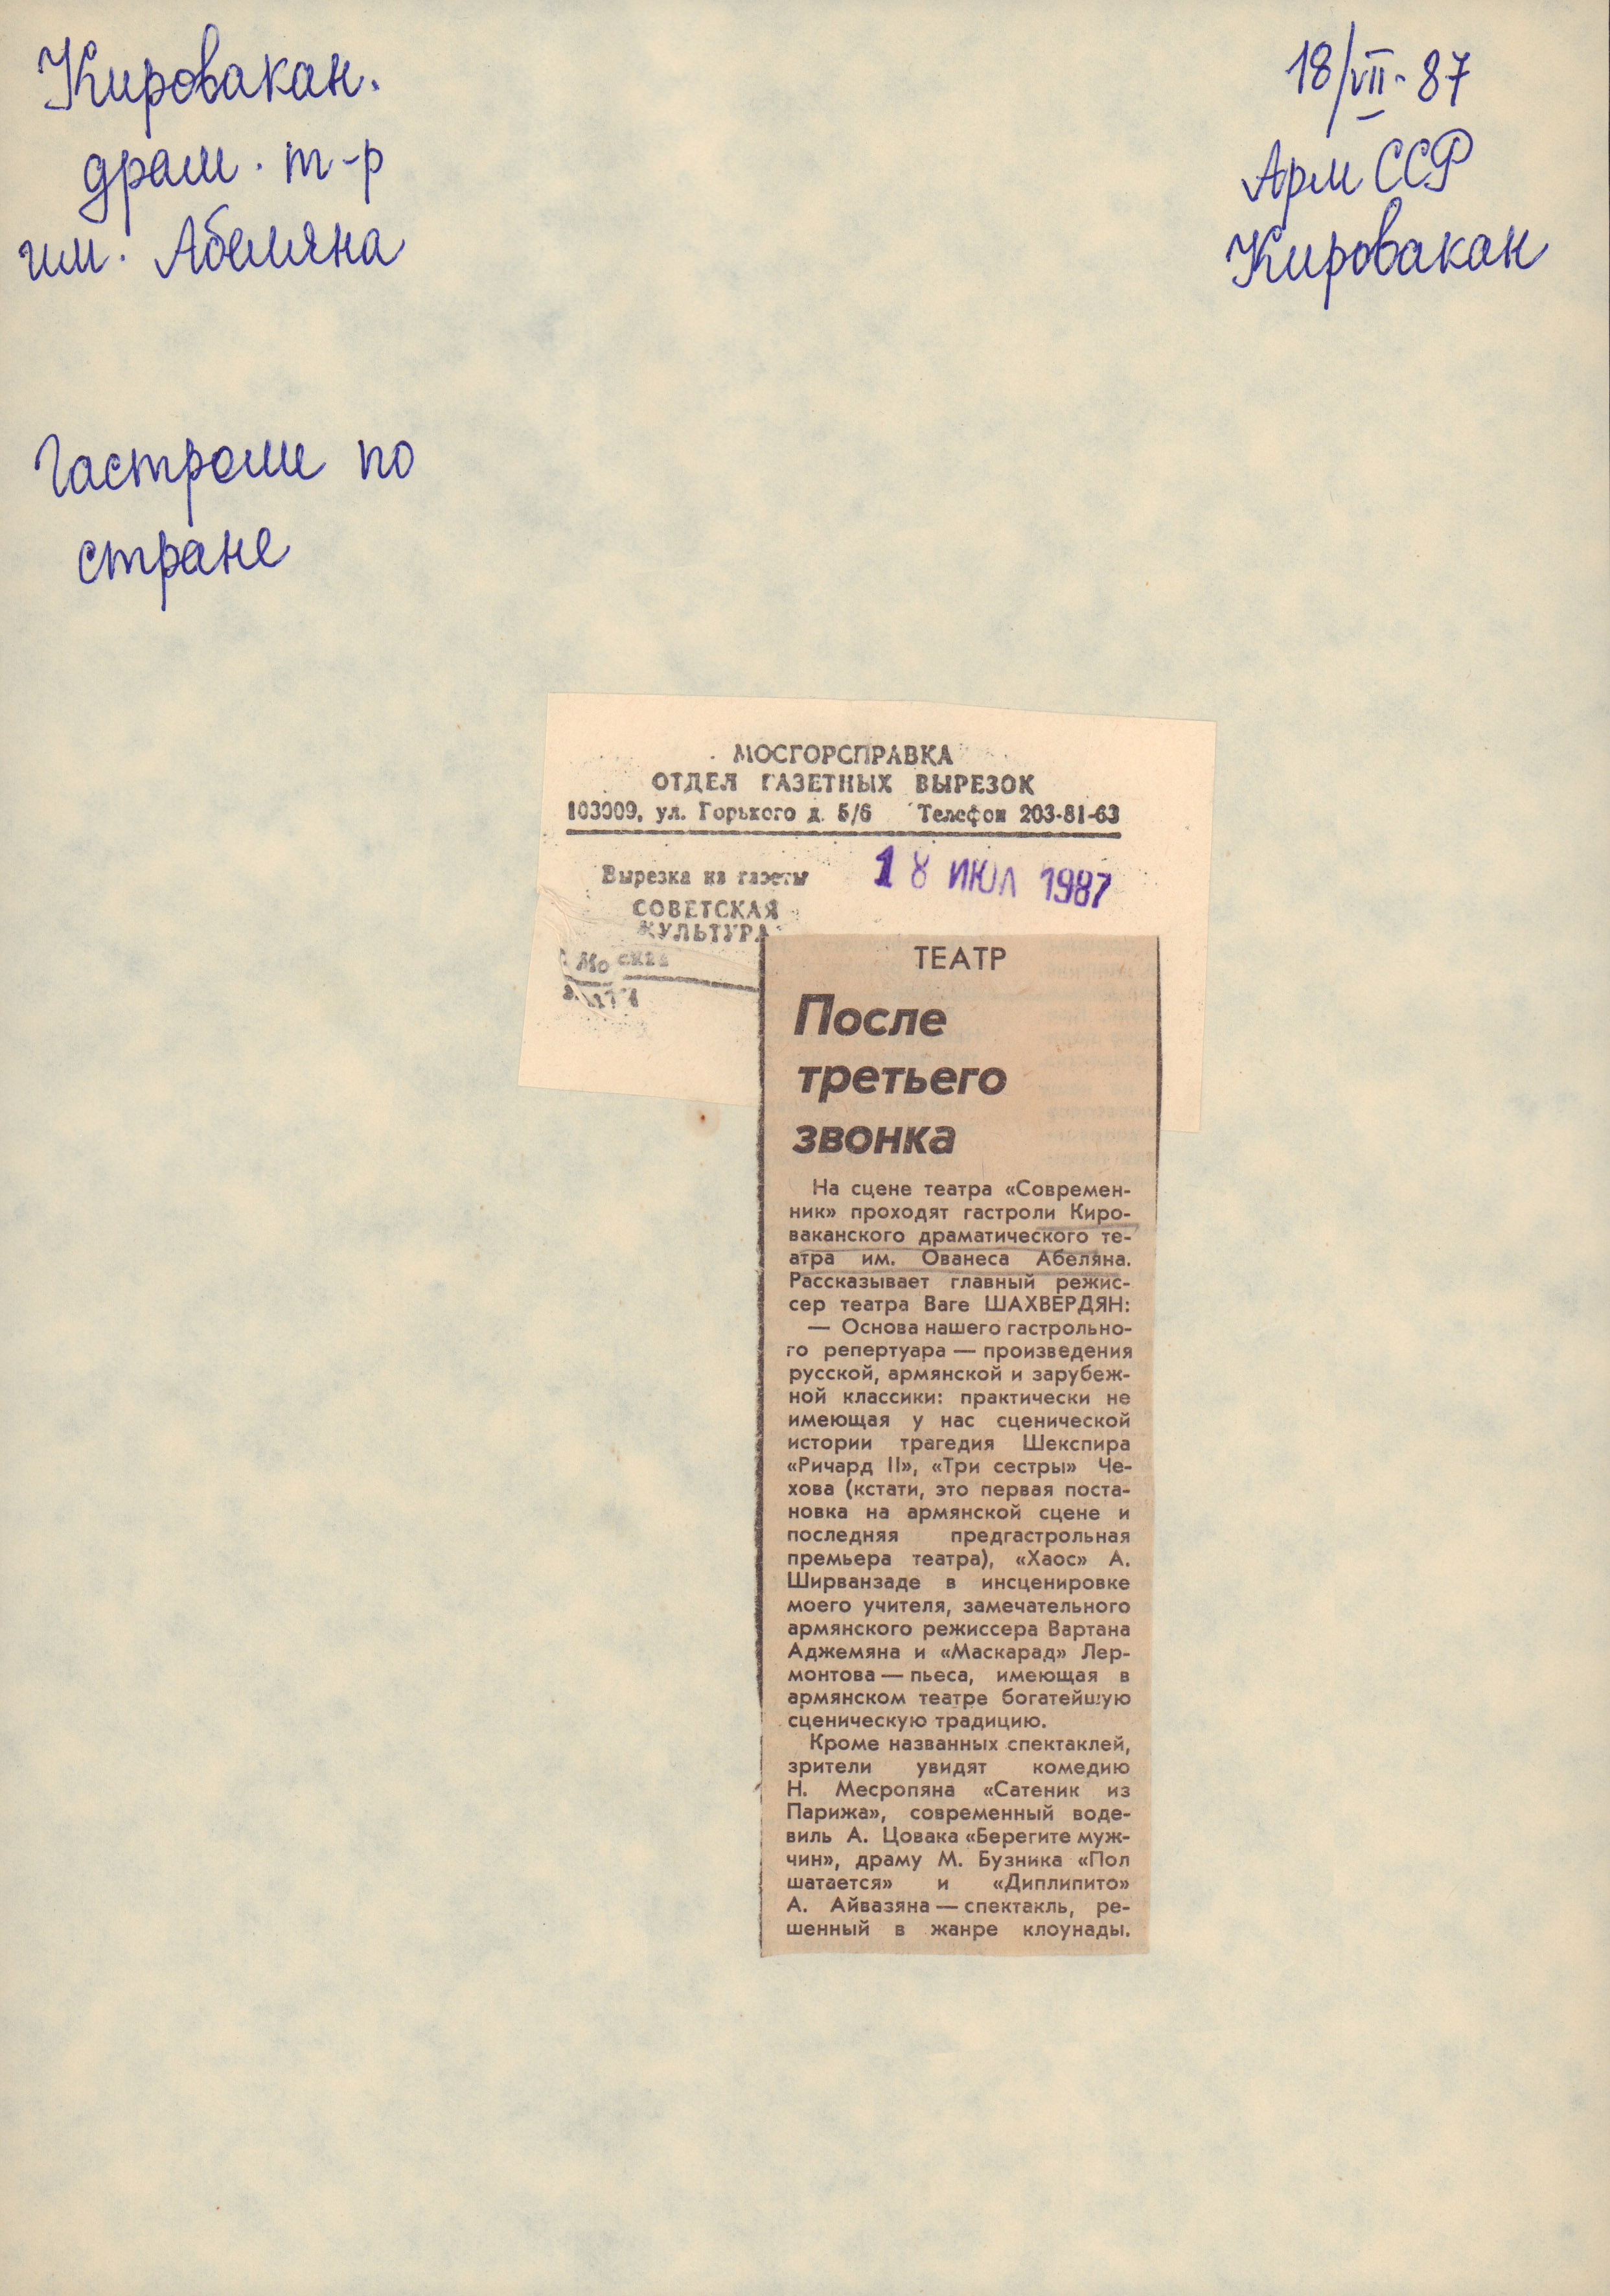 Кировакан.
драм. т-р
им. Абеляна
18/VII-87
Арм ССР
Кировакан
Гастроли по
стране
МОСГОРСПРАВКА
ОТДЕЛ ГАЗЕТНЫХ ВЫРЕЗОК
103009, ул. Горького д. 5/6 Телефон 203-81-63
Вырезка из газеты
СОВЕТСКАЯ
КУЛЬТУРА
18 ИЮЛ 1987
Москва
ТЕАТР
После
третьего
звонка
На сцене театра «Современ-
ник» проходят гастроли Киро-
ваканского драматического те-
атра им. Ованеса Абеляна.
Рассказывает главный режис-
сер театра Ваге ШАХВЕРДЯН:
— Основа нашего гастрольно-
го репертуара — произведения
русской, армянской и зарубеж-
ной классики: практически не
имеющая у нас сценической
истории трагедия Шекспира
«Ричард II», «Три сестры» Че-
хова (кстати, это первая поста-
новка на армянской сцене и
последняя предгастрольная
премьера театра), «Хаос» А.
Ширванзаде в инсценировке
моего учителя, замечательного
армянского режиссера Вартана
Аджемяна и «Маскарад» Лер-
монтова — пьеса, имеющая в
армянском театре богатейшую
сценическую традицию.
Кроме названных спектаклей,
зрители увидят комедию
Н. Месропяна «Сатеник из
Парижа», современный воде-
виль А. Цовака «Берегите муж-
чин», драму М. Бузника «Пол
шатается» и «Диплипито»
А. Айвазяна — спектакль, ре-
шенный в жанре клоунады.